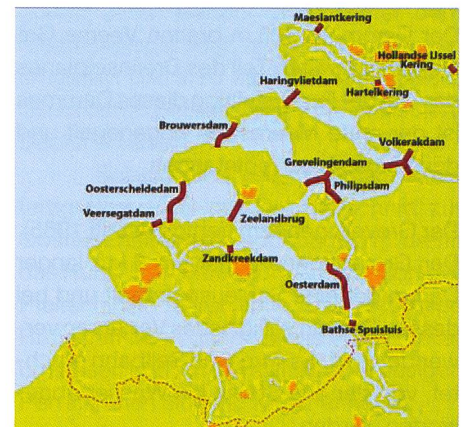 Maeslantkering
Hollandse IJssel
Kering
Hartelkering
Haringvlietdam
Brouwersdam
Volkerakdam
Grevelingendam
Philipsdam
Oosterscheldedam
Veersegatdam
Zeelandbrug
Zandkreekdam
Oesterdam
Bathse Spuisluis